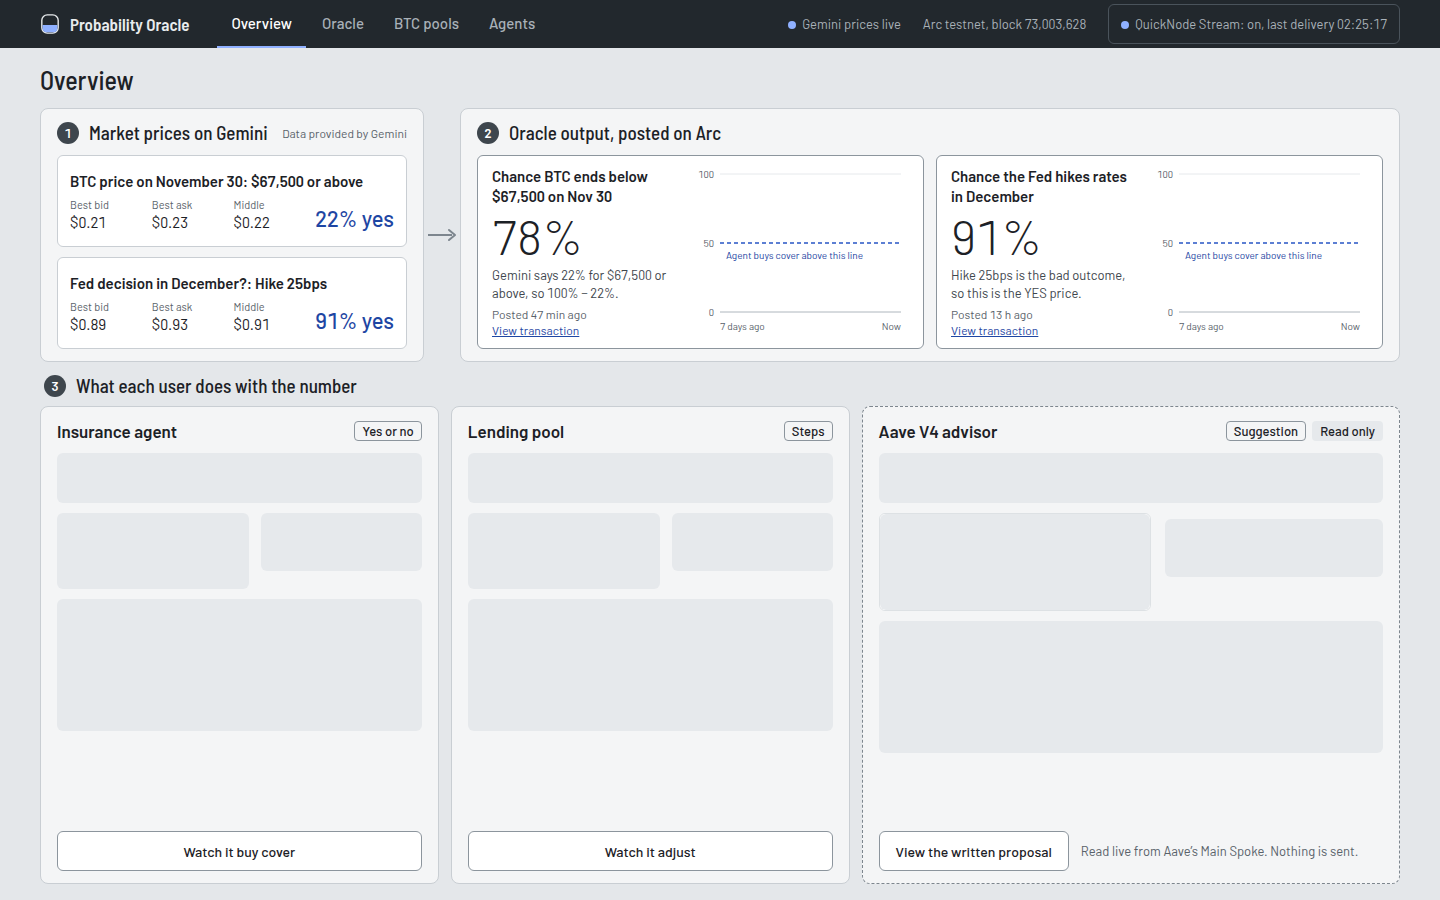 Probability Oracle
Overview
Oracle
BTC pools
Agents
Gemini prices live
Arc testnet, block 73,003,628
QuickNode Stream: on, last delivery 02:25:17
Overview
1
Market prices on Gemini
Data provided by Gemini
BTC price on November 30: $67,500 or above
Best bid
Best ask
Middle
$0.21
$0.23
$0.22
22% yes
Fed decision in December?: Hike 25bps
Best bid
Best ask
Middle
$0.89
$0.93
$0.91
91% yes
2
Oracle output, posted on Arc
Chance BTC ends below
$67,500 on Nov 30
78%
Gemini says 22% for $67,500 or
above, so 100% − 22%.
Posted 47 min ago
View transaction
100
50
Agent buys cover above this line
0
7 days ago
Now
Chance the Fed hikes rates
in December
91%
Hike 25bps is the bad outcome,
so this is the YES price.
Posted 13 h ago
View transaction
100
50
Agent buys cover above this line
0
7 days ago
Now
3
What each user does with the number
Insurance agent
Yes or no
Watch it buy cover
Lending pool
Steps
Watch it adjust
Aave V4 advisor
Suggestion
Read only
View the written proposal
Read live from Aave's Main Spoke. Nothing is sent.